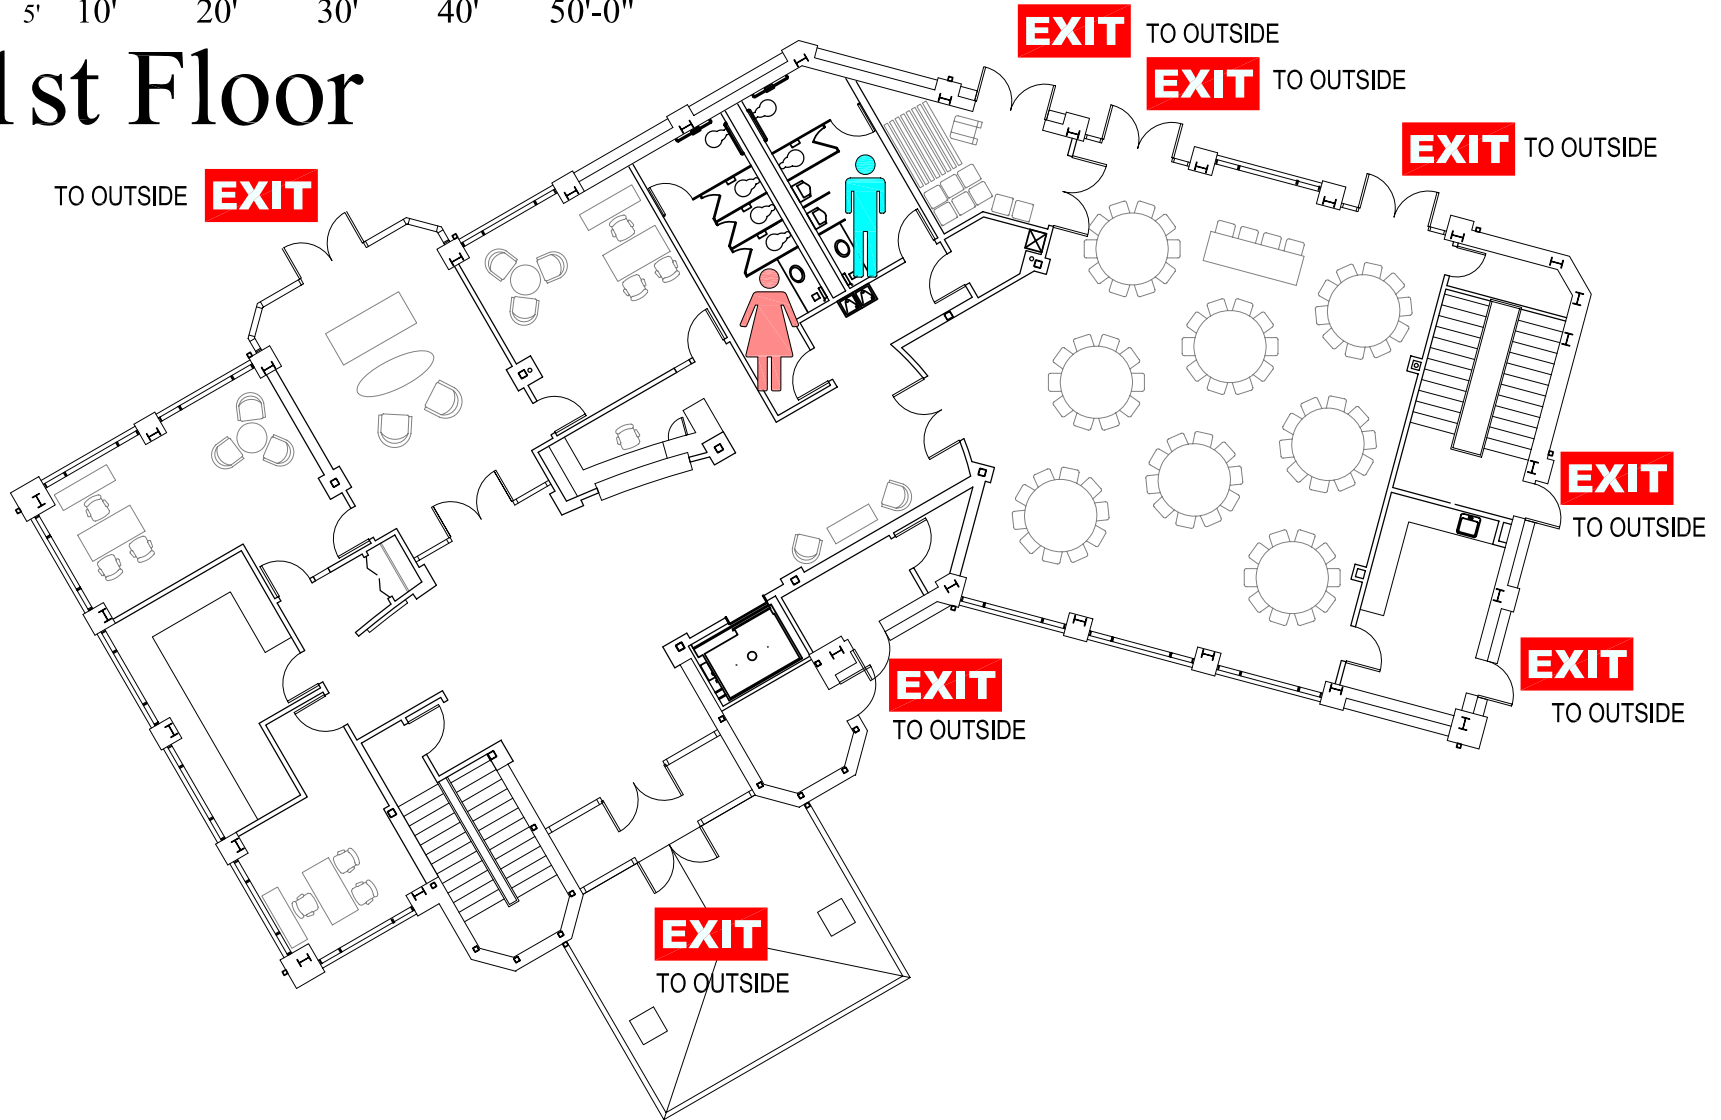 5' 10' 20' 30' 40' 50'-0"
1st Floor
EXIT TO OUTSIDE
EXIT TO OUTSIDE
EXIT TO OUTSIDE
TO OUTSIDE EXIT
EXIT
TO OUTSIDE
EXIT
TO OUTSIDE
EXIT
TO OUTSIDE
EXIT
TO OUTSIDE